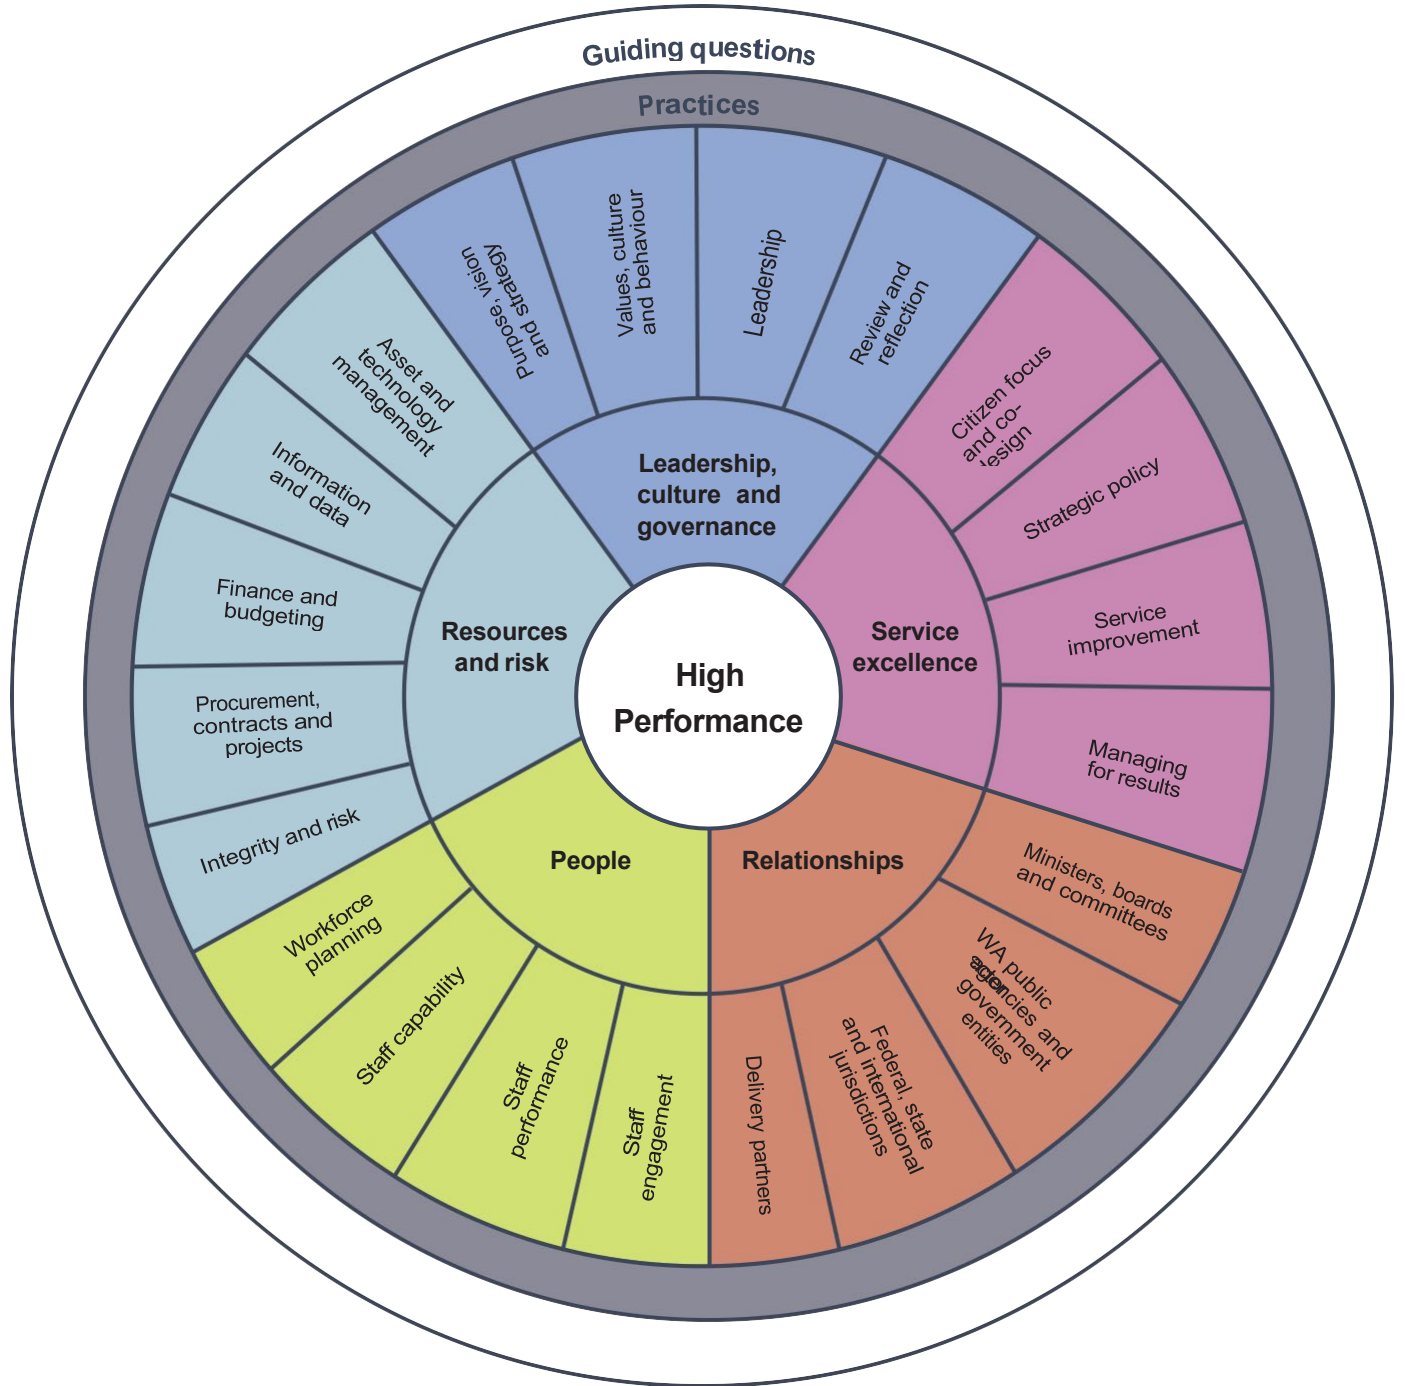 Guiding questions
Practices
Purpose, vision
and strategy
Values, culture
and behaviour
Leadership
Review and
reflection
Citizen focus
and co-
design
Strategic policy
Service
improvement
Managing
for results
Ministers, boards
and committees
WA public
agencies and
government
entities
Federal, state
and international
jurisdictions
Delivery partners
Staff
engagement
Staff
performance
Staff capability
Workforce
planning
Integrity and risk
Procurement,
contracts and
projects
Finance and
budgeting
Information
and data
Asset and
technology
management
Leadership,
culture and
governance
Service
excellence
Relationships
People
Resources
and risk
High
Performance